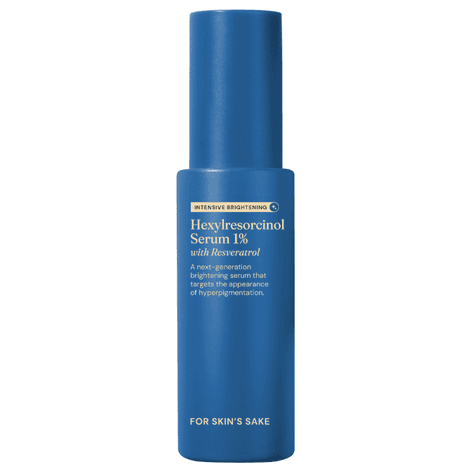 INTENSIVE BRIGHTENING
Hexylresorcinol
Serum 1%
with Resveratrol
A next-generation
brightening serum that
targets the appearance
of hyperpigmentation.
FOR SKIN'S SAKE